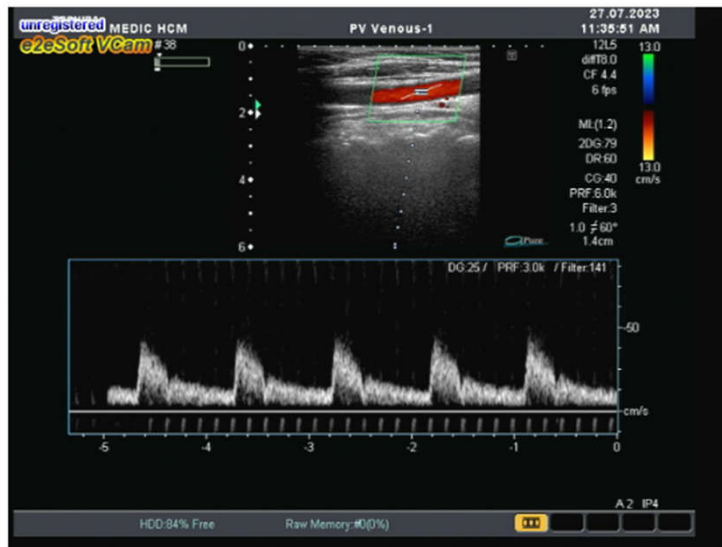 unregistered
e2eSoft VCam
MEDIC HCM
PV Venous-1
27.07.2023
11:35:51 AM
#38
0
2
4
6
12L5
diffT8.0
CF 4.4
6 fps
MI:(1.2)
2DG:79
DR:60
CG:40
PRF:6.0k
Filter:3
1.0 ≠60°
1.4cm
13.0
13.0
cm/s
Pure
DG:25 / PRF:3.0k / Filter:141
-50
-cm/s
-5 -4 -3 -2 -1 0
A2 IP4
HDD:84% Free
Raw Memory:#0(0%)